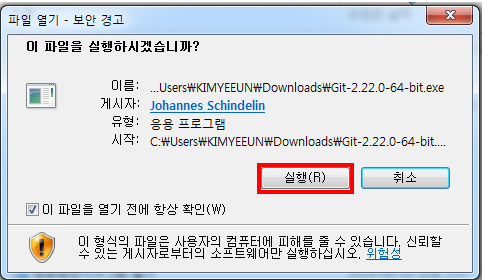 파일 열기 - 보안 경고
이 파일을 실행하시겠습니까?
이름: ...Users₩KIMYEEUN₩Downloads₩Git-2.22.0-64-bit.exe
게시자: Johannes Schindelin
유형: 응용 프로그램
시작: C:₩Users₩KIMYEEUN₩Downloads₩Git-2.22.0-64-bit....
실행(R) 취소
이 파일을 열기 전에 항상 확인(W)
이 형식의 파일은 사용자의 컴퓨터에 피해를 줄 수 있습니다. 신뢰할
수 있는 게시자로부터의 소프트웨어만 실행하십시오. 위험성